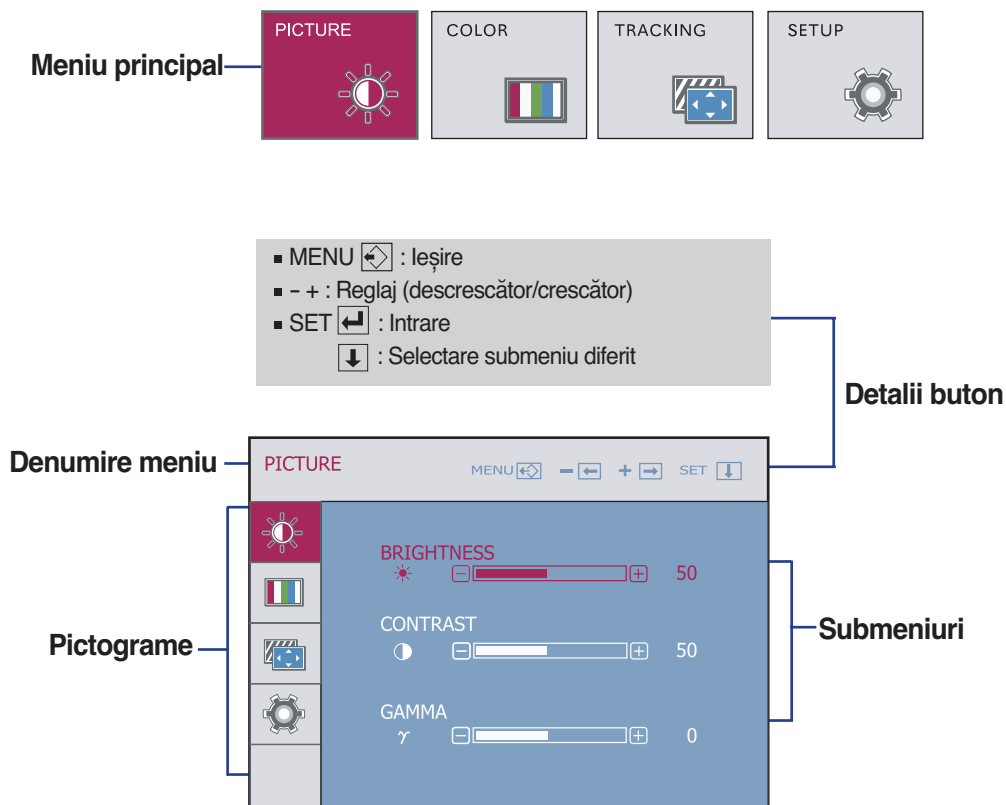 PICTURE
COLOR
TRACKING
SETUP
Meniu principal
MENU : Ieșire
- + : Reglaj (descrescător/crescător)
SET : Intrare
: Selectare submeniu diferit
Detalii buton
Denumire meniu
PICTURE
MENU - + SET
BRIGHTNESS
50
CONTRAST
50
Pictograme
Submeniuri
GAMMA
γ
0